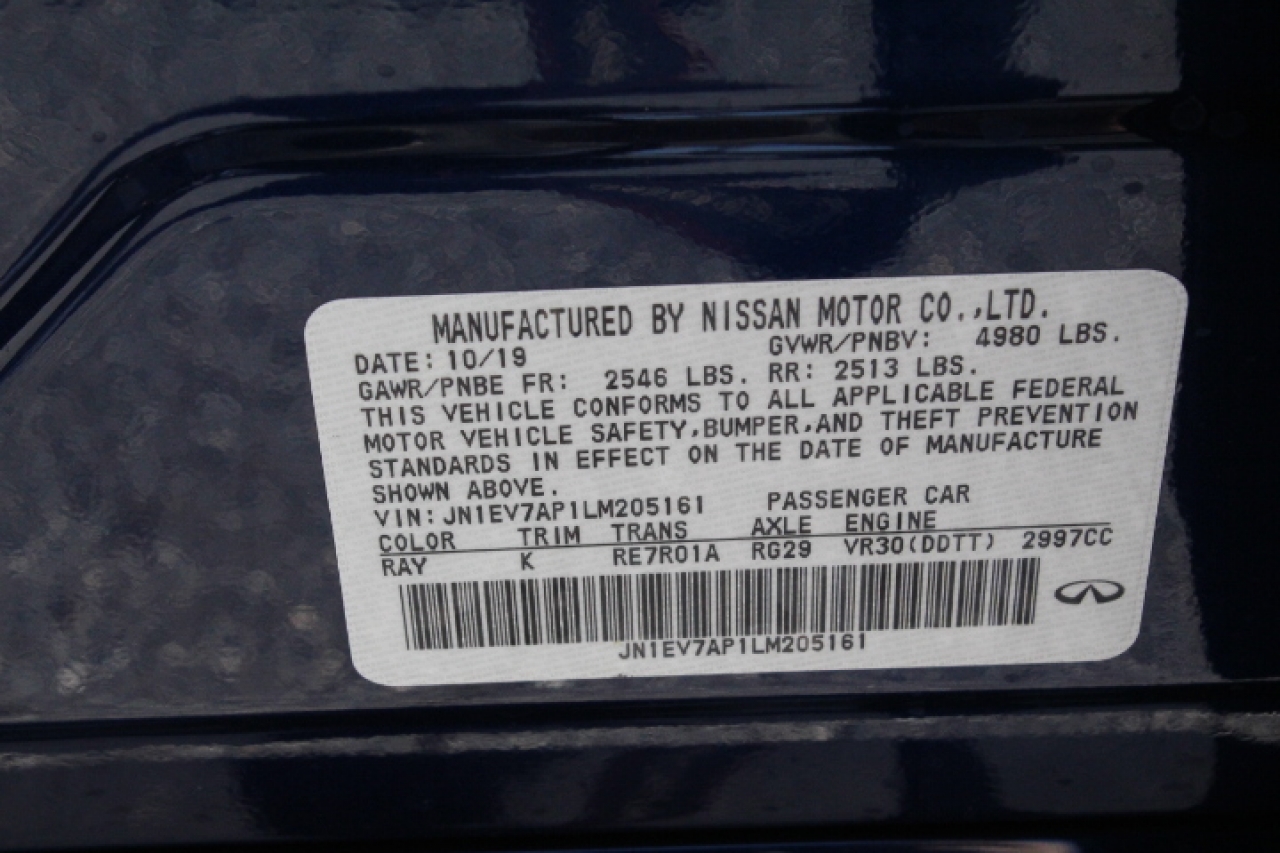 MANUFACTURED BY NISSAN MOTOR CO.,LTD.
DATE: 10/19 GVWR/PNBV: 4980 LBS.
GAWR/PNBE FR: 2546 LBS. RR: 2513 LBS.
THIS VEHICLE CONFORMS TO ALL APPLICABLE FEDERAL
MOTOR VEHICLE SAFETY,BUMPER,AND THEFT PREVENTION
STANDARDS IN EFFECT ON THE DATE OF MANUFACTURE
SHOWN ABOVE.
VIN: JN1EV7AP1LM205161 PASSENGER CAR
COLOR TRIM TRANS AXLE ENGINE
RAY K RE7R01A RG29 VR30(DDTT) 2997CC
JN1EV7AP1LM205161